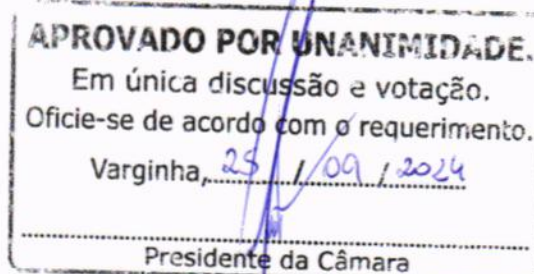 APROVADO POR UNANIMIDADE.
Em única discussão e votação.
Oficie-se de acordo com o requerimento.
Varginha, 25 / 09 / 2024
Presidente da Câmara